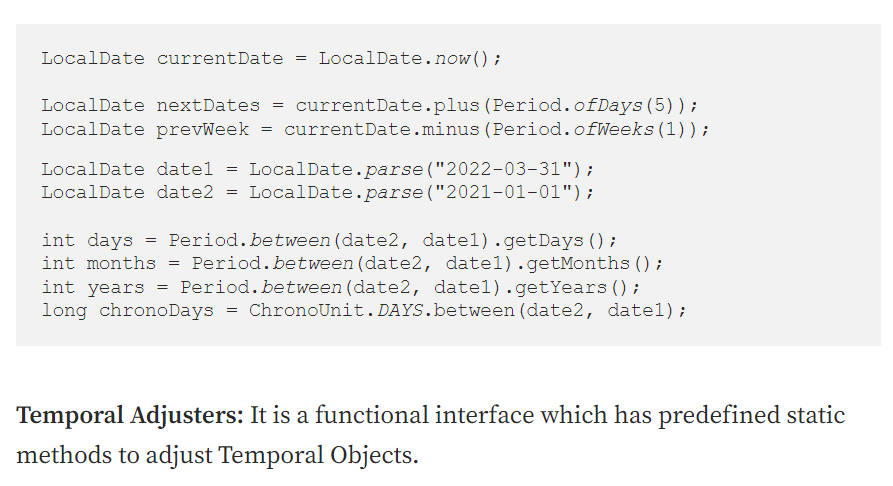 LocalDate currentDate = LocalDate.now();
LocalDate nextDates = currentDate.plus(Period.ofDays(5));
LocalDate prevWeek = currentDate.minus(Period.ofWeeks(1));
LocalDate date1 = LocalDate.parse("2022-03-31");
LocalDate date2 = LocalDate.parse("2021-01-01");
int days = Period.between(date2, date1).getDays();
int months = Period.between(date2, date1).getMonths();
int years = Period.between(date2, date1).getYears();
long chronoDays = ChronoUnit.DAYS.between(date2, date1);
Temporal Adjusters: It is a functional interface which has predefined static
methods to adjust Temporal Objects.